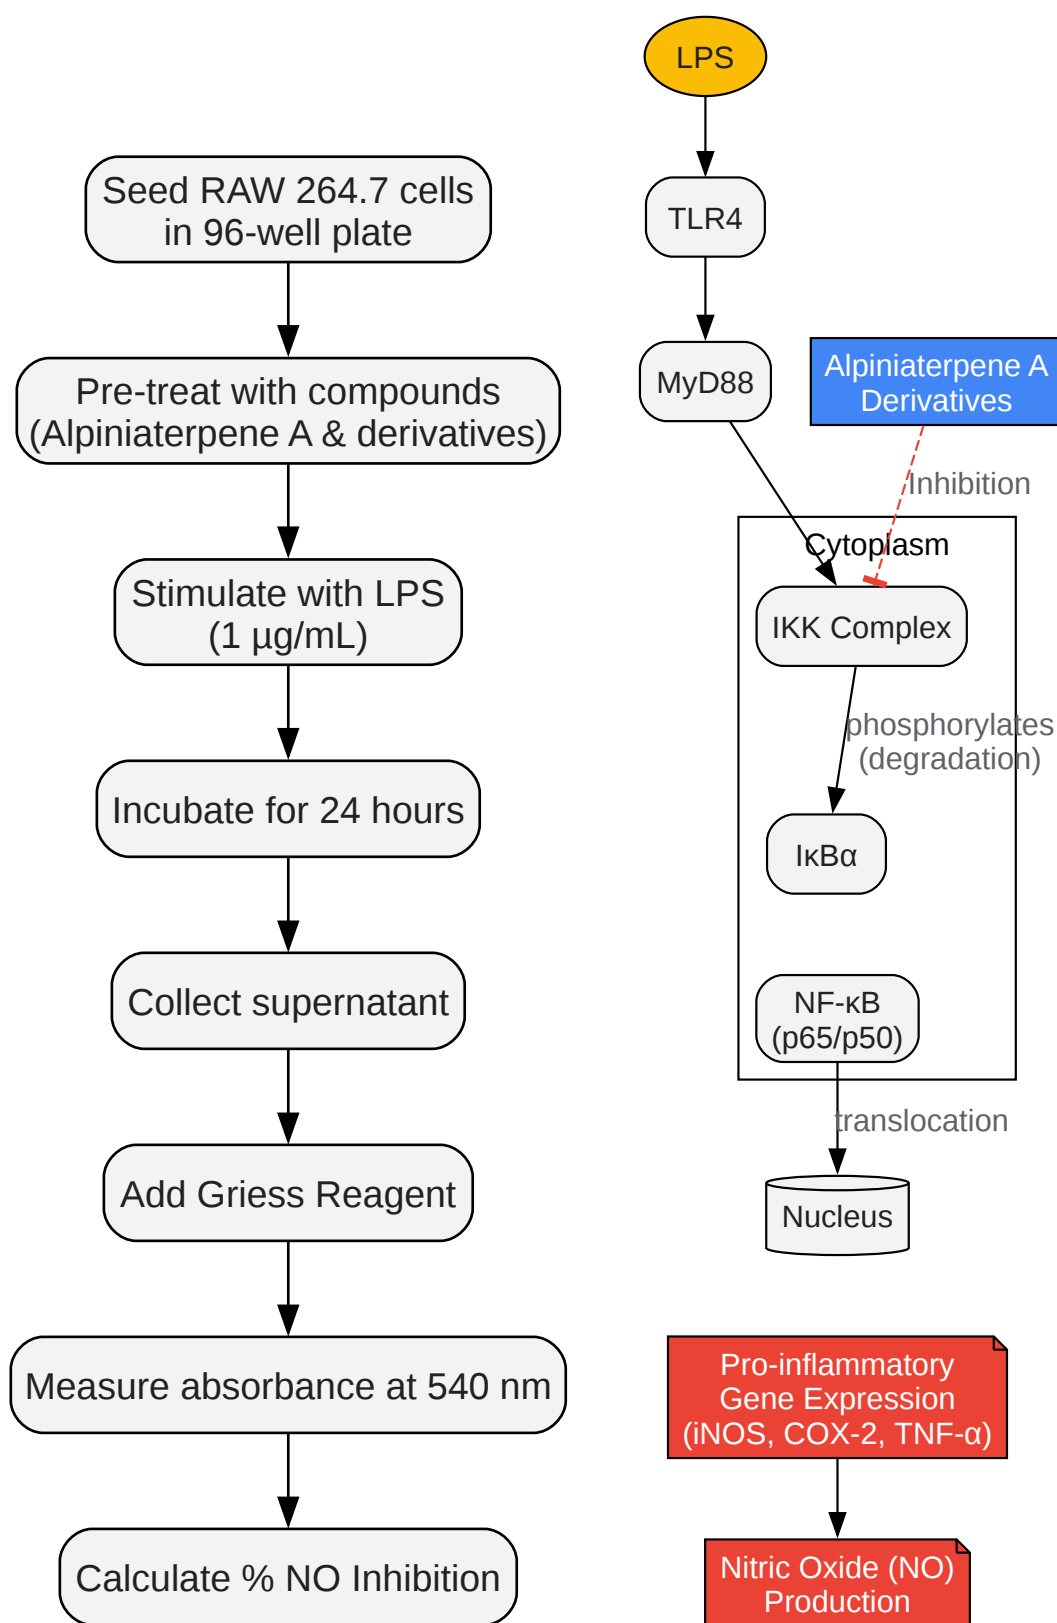 Seed RAW 264.7 cells
in 96-well plate
Pre-treat with compounds
(Alpiniaterpene A & derivatives)
Stimulate with LPS
(1 µg/mL)
Incubate for 24 hours
Collect supernatant
Add Griess Reagent
Measure absorbance at 540 nm
Calculate % NO Inhibition
LPS
TLR4
MyD88
Alpiniaterpene A
Derivatives
Inhibition
Cytoplasm
IKK Complex
phosphorylates
(degradation)
IκBα
NF-κB
(p65/p50)
translocation
Nucleus
Pro-inflammatory
Gene Expression
(iNOS, COX-2, TNF-α)
Nitric Oxide (NO)
Production